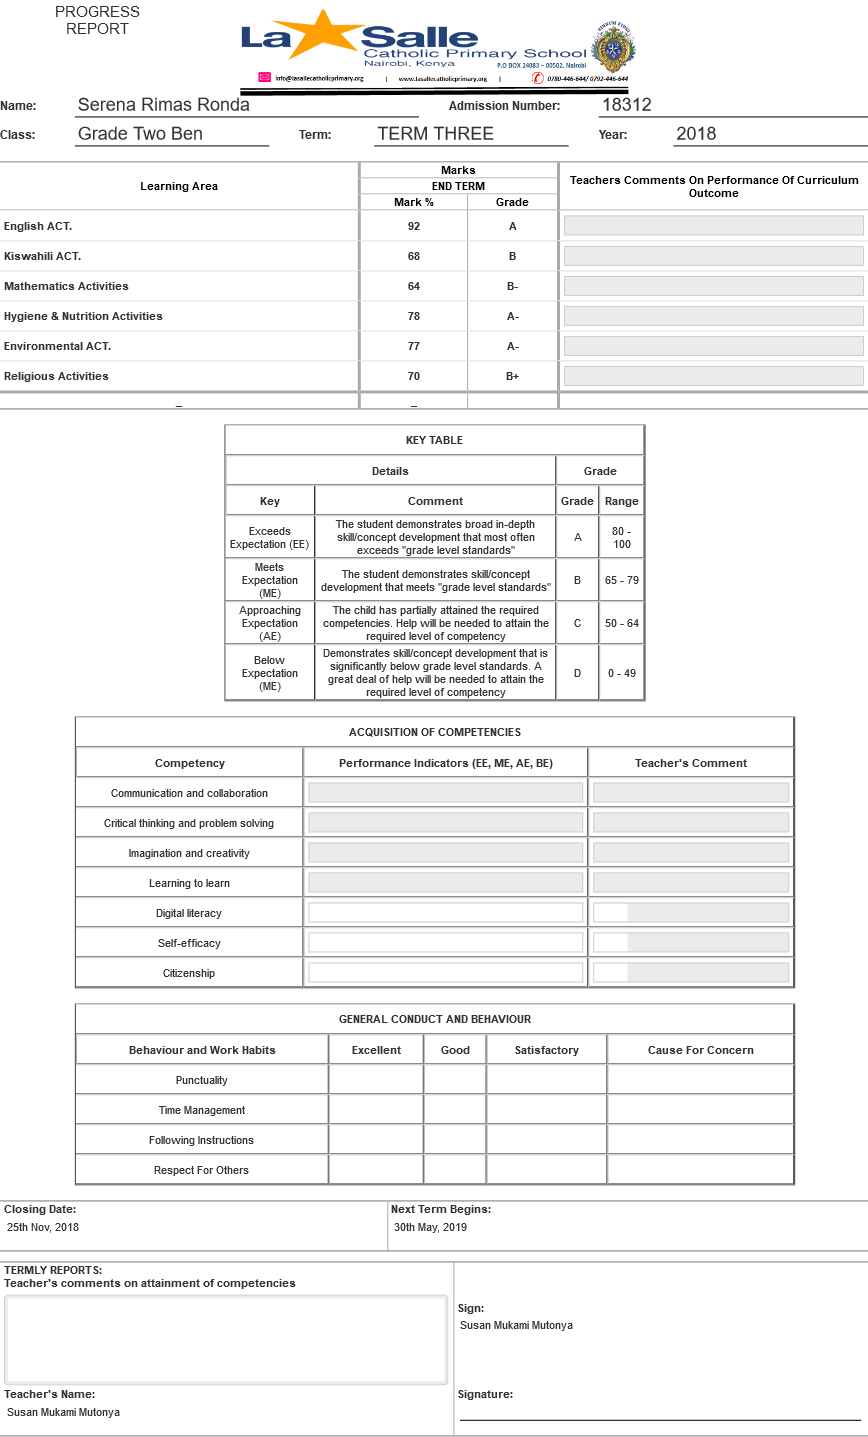 PROGRESS
REPORT
La Salle
Catholic Primary School
Nairobi, Kenya
P.O BOX 24083 – 00502, Nairobi
info@lasallecatholicprimary.org | www.lasallecatholicprimary.org | 0780-446-644/ 0792-446-644
Name: Serena Rimas Ronda Admission Number: 18312
Class: Grade Two Ben Term: TERM THREE Year: 2018
Learning Area Marks Teachers Comments On Performance Of Curriculum Outcome
END TERM
Mark % Grade
English ACT. 92 A
Kiswahili ACT. 68 B
Mathematics Activities 64 B-
Hygiene & Nutrition Activities 78 A-
Environmental ACT. 77 A-
Religious Activities 70 B+
_ _
KEY TABLE
Details Grade
Key Comment Grade Range
Exceeds Expectation (EE) The student demonstrates broad in-depth skill/concept development that most often exceeds "grade level standards" A 80 - 100
Meets Expectation (ME) The student demonstrates skill/concept development that meets "grade level standards" B 65 - 79
Approaching Expectation (AE) The child has partially attained the required competencies. Help will be needed to attain the required level of competency C 50 - 64
Below Expectation (ME) Demonstrates skill/concept development that is significantly below grade level standards. A great deal of help will be needed to attain the required level of competency D 0 - 49
ACQUISITION OF COMPETENCIES
Competency Performance Indicators (EE, ME, AE, BE) Teacher's Comment
Communication and collaboration
Critical thinking and problem solving
Imagination and creativity
Learning to learn
Digital literacy
Self-efficacy
Citizenship
GENERAL CONDUCT AND BEHAVIOUR
Behaviour and Work Habits Excellent Good Satisfactory Cause For Concern
Punctuality
Time Management
Following Instructions
Respect For Others
Closing Date: Next Term Begins:
25th Nov, 2018 30th May, 2019
TERMLY REPORTS:
Teacher's comments on attainment of competencies
Sign:
Susan Mukami Mutonya
Teacher's Name: Signature:
Susan Mukami Mutonya